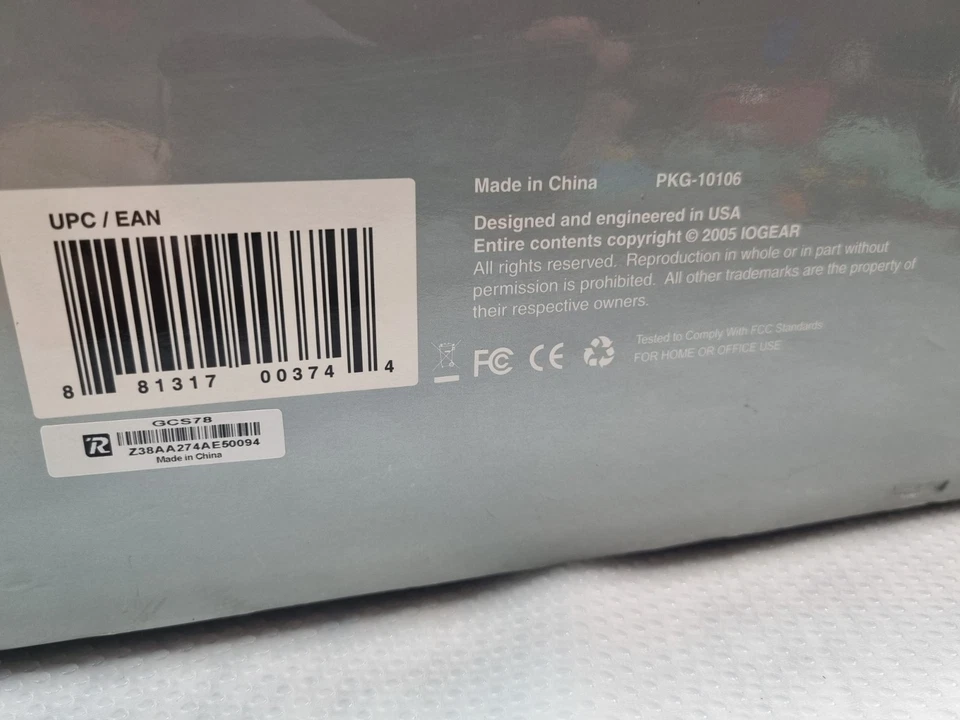 UPC / EAN
8 81317 00374 4
GCS78
R
Z38AA274AE50094
Made in China
Made in China PKG-10106
Designed and engineered in USA
Entire contents copyright © 2005 IOGEAR
All rights reserved. Reproduction in whole or in part without
permission is prohibited. All other trademarks are the property of
their respective owners.
FC CE
Tested to Comply With FCC Standards
FOR HOME OR OFFICE USE